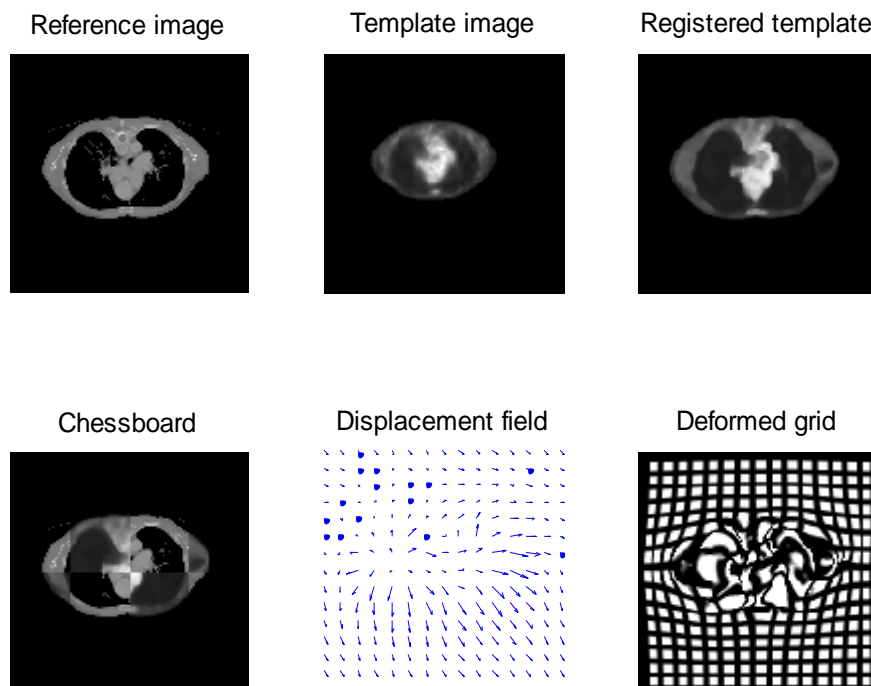 Reference image
Template image
Registered template
Chessboard
Displacement field
Deformed grid